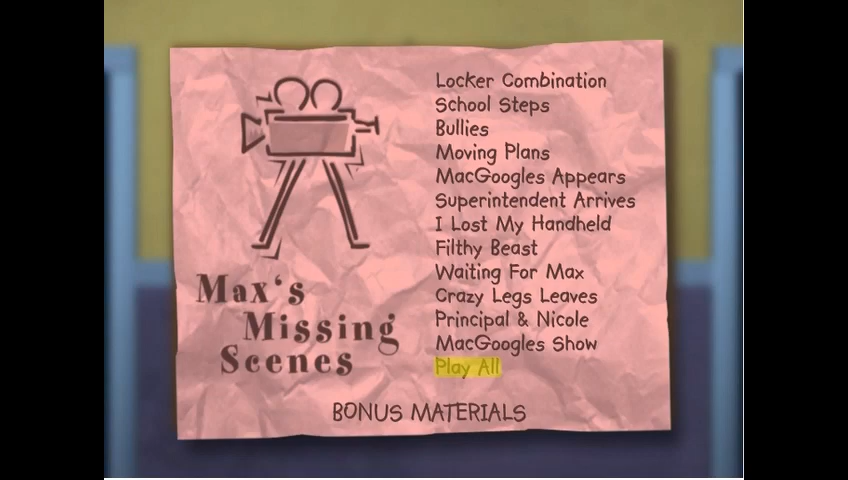 Locker Combination
School Steps
Bullies
Moving Plans
MacGoogles Appears
Superintendent Arrives
I Lost My Handheld
Filthy Beast
Waiting For Max
Crazy Legs Leaves
Principal & Nicole
MacGoogles Show
Play All
Max's
Missing
Scenes
BONUS MATERIALS